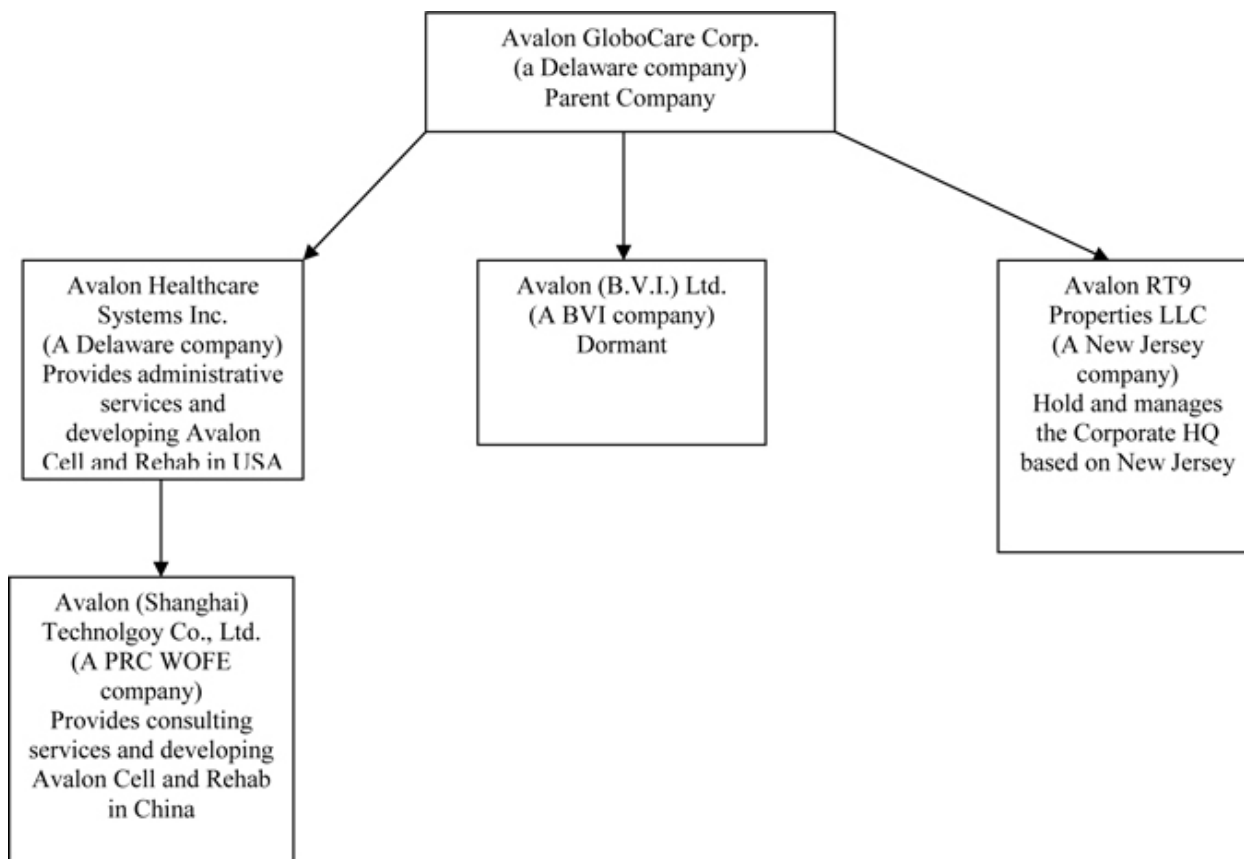 Avalon GloboCare Corp.
(a Delaware company)
Parent Company
Avalon Healthcare
Systems Inc.
(A Delaware company)
Provides administrative
services and
developing Avalon
Cell and Rehab in USA
Avalon (B.V.I.) Ltd.
(A BVI company)
Dormant
Avalon RT9
Properties LLC
(A New Jersey
company)
Hold and manages
the Corporate HQ
based on New Jersey
Avalon (Shanghai)
Technolgoy Co., Ltd.
(A PRC WOFE
company)
Provides consulting
services and developing
Avalon Cell and Rehab
in China